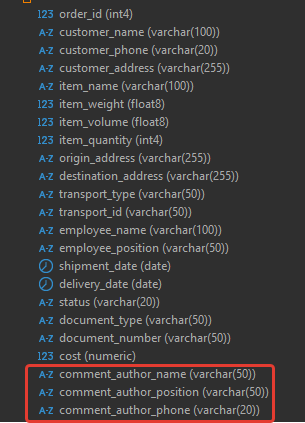 123 order_id (int4)
A-Z customer_name (varchar(100))
A-Z customer_phone (varchar(20))
A-Z customer_address (varchar(255))
A-Z item_name (varchar(100))
123 item_weight (float8)
123 item_volume (float8)
123 item_quantity (int4)
A-Z origin_address (varchar(255))
A-Z destination_address (varchar(255))
A-Z transport_type (varchar(50))
A-Z transport_id (varchar(50))
A-Z employee_name (varchar(100))
A-Z employee_position (varchar(50))
shipment_date (date)
delivery_date (date)
A-Z status (varchar(20))
A-Z document_type (varchar(50))
A-Z document_number (varchar(50))
123 cost (numeric)
A-Z comment_author_name (varchar(50))
A-Z comment_author_position (varchar(50))
A-Z comment_author_phone (varchar(20))